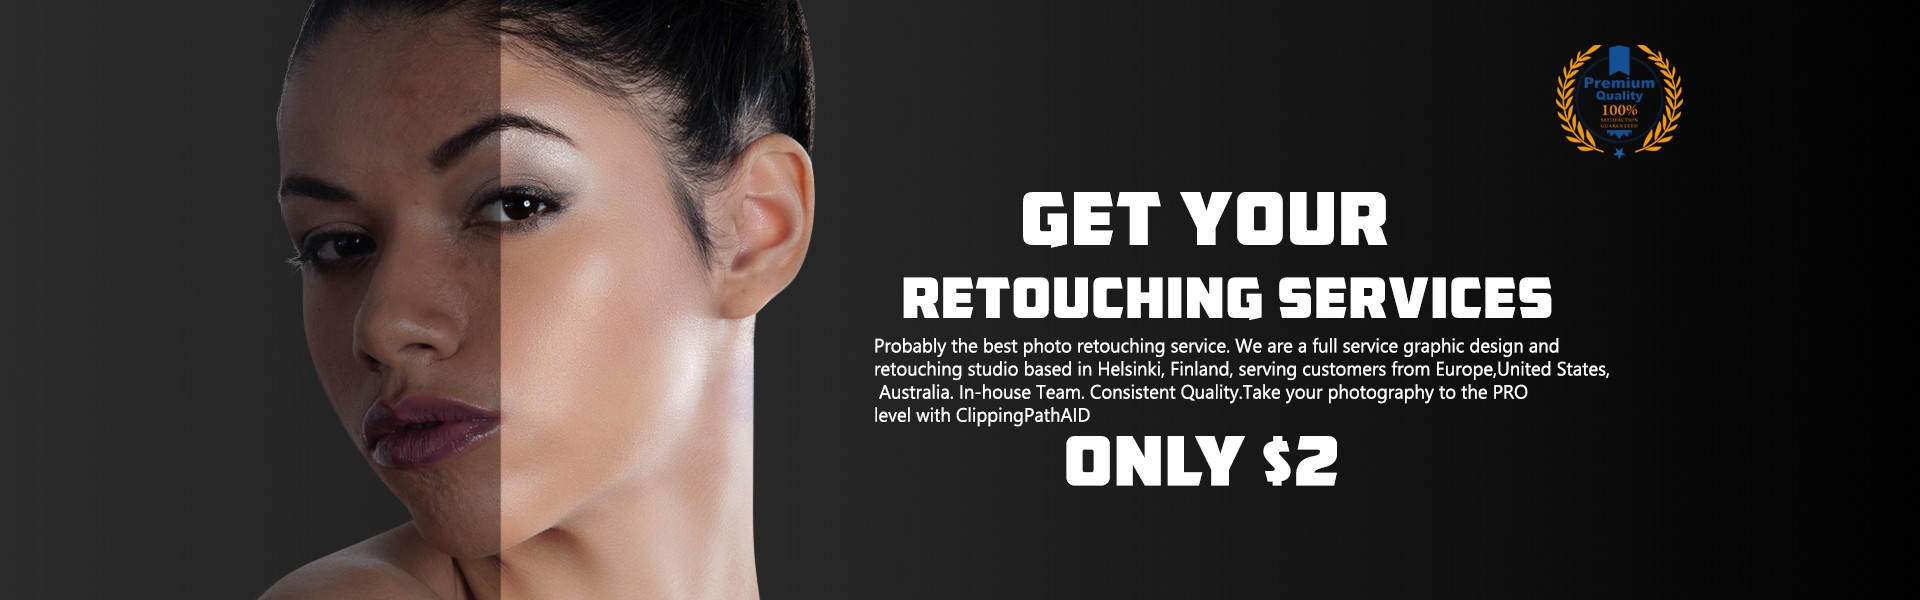 Premium
Quality
100%
SATISFACTION
GUARANTEED
GET YOUR
RETOUCHING SERVICES
Probably the best photo retouching service. We are a full service graphic design and
retouching studio based in Helsinki, Finland, serving customers from Europe,United States,
Australia. In-house Team. Consistent Quality.Take your photography to the PRO
level with ClippingPathAID
ONLY $2